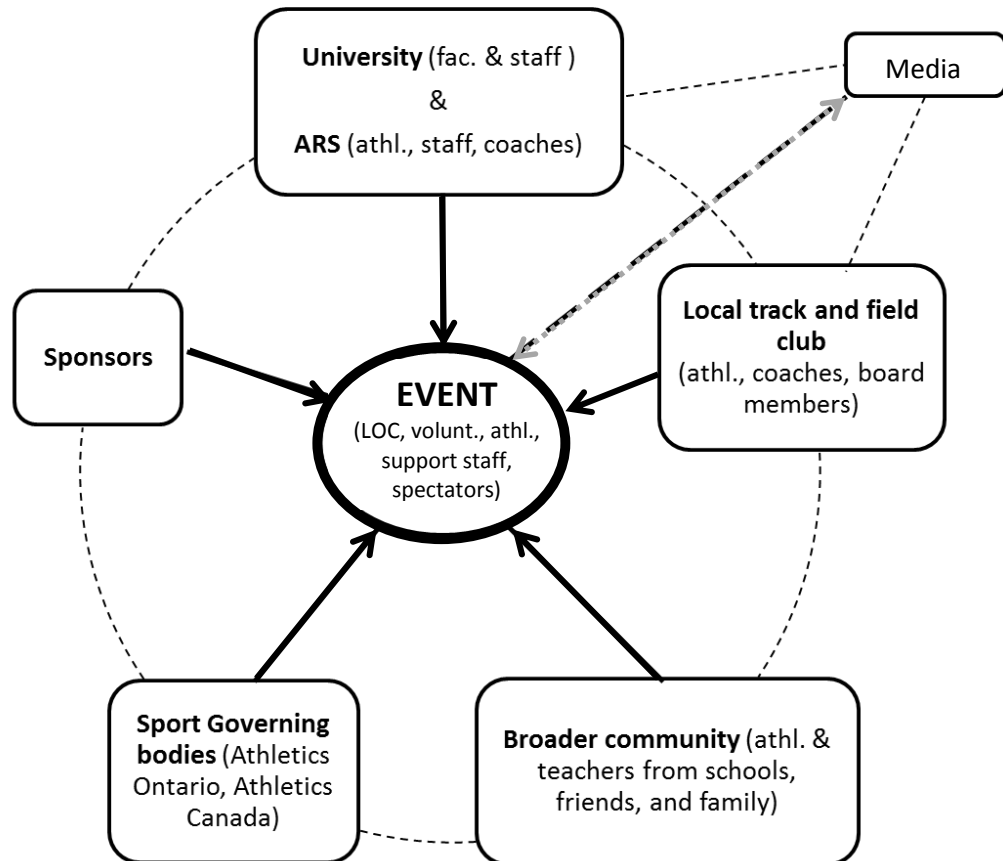 University (fac. & staff )
&
ARS (athl., staff, coaches)
Media
Sponsors
Local track and field
club
(athl., coaches, board
members)
EVENT
(LOC, volunt., athl.,
support staff,
spectators)
Sport Governing
bodies (Athletics
Ontario, Athletics
Canada)
Broader community (athl. &
teachers from schools,
friends, and family)